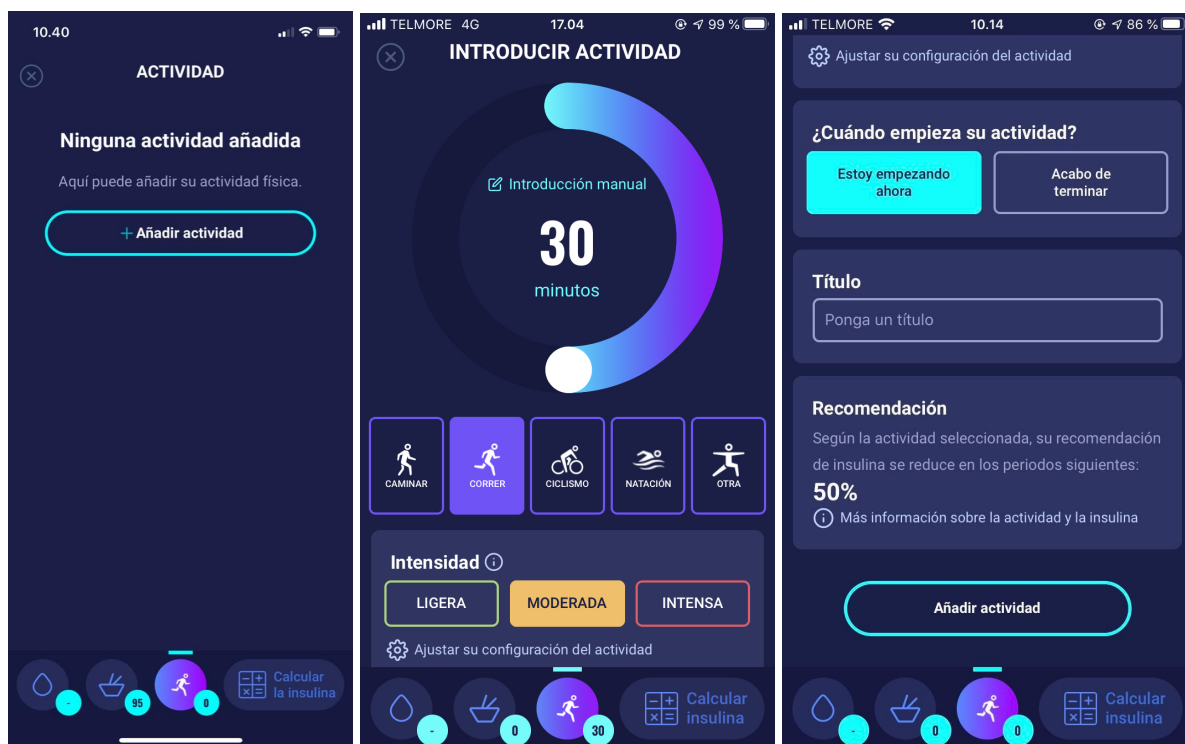 10.40
ACTIVIDAD
Ninguna actividad añadida
Aquí puede añadir su actividad física.
+ Añadir actividad
-
95
0
Calcular
la insulina
TELMORE 4G 17.04 99 %
INTRODUCIR ACTIVIDAD
Introducción manual
30
minutos
CAMINAR CORRER CICLISMO NATACIÓN OTRA
Intensidad
LIGERA MODERADA INTENSA
Ajustar su configuración del actividad
-
0
30
Calcular
insulina
TELMORE 10.14 86 %
Ajustar su configuración del actividad
¿Cuándo empieza su actividad?
Estoy empezando
ahora
Acabo de
terminar
Título
Ponga un título
Recomendación
Según la actividad seleccionada, su recomendación
de insulina se reduce en los periodos siguientes:
50%
Más información sobre la actividad y la insulina
Añadir actividad
-
0
0
Calcular
insulina